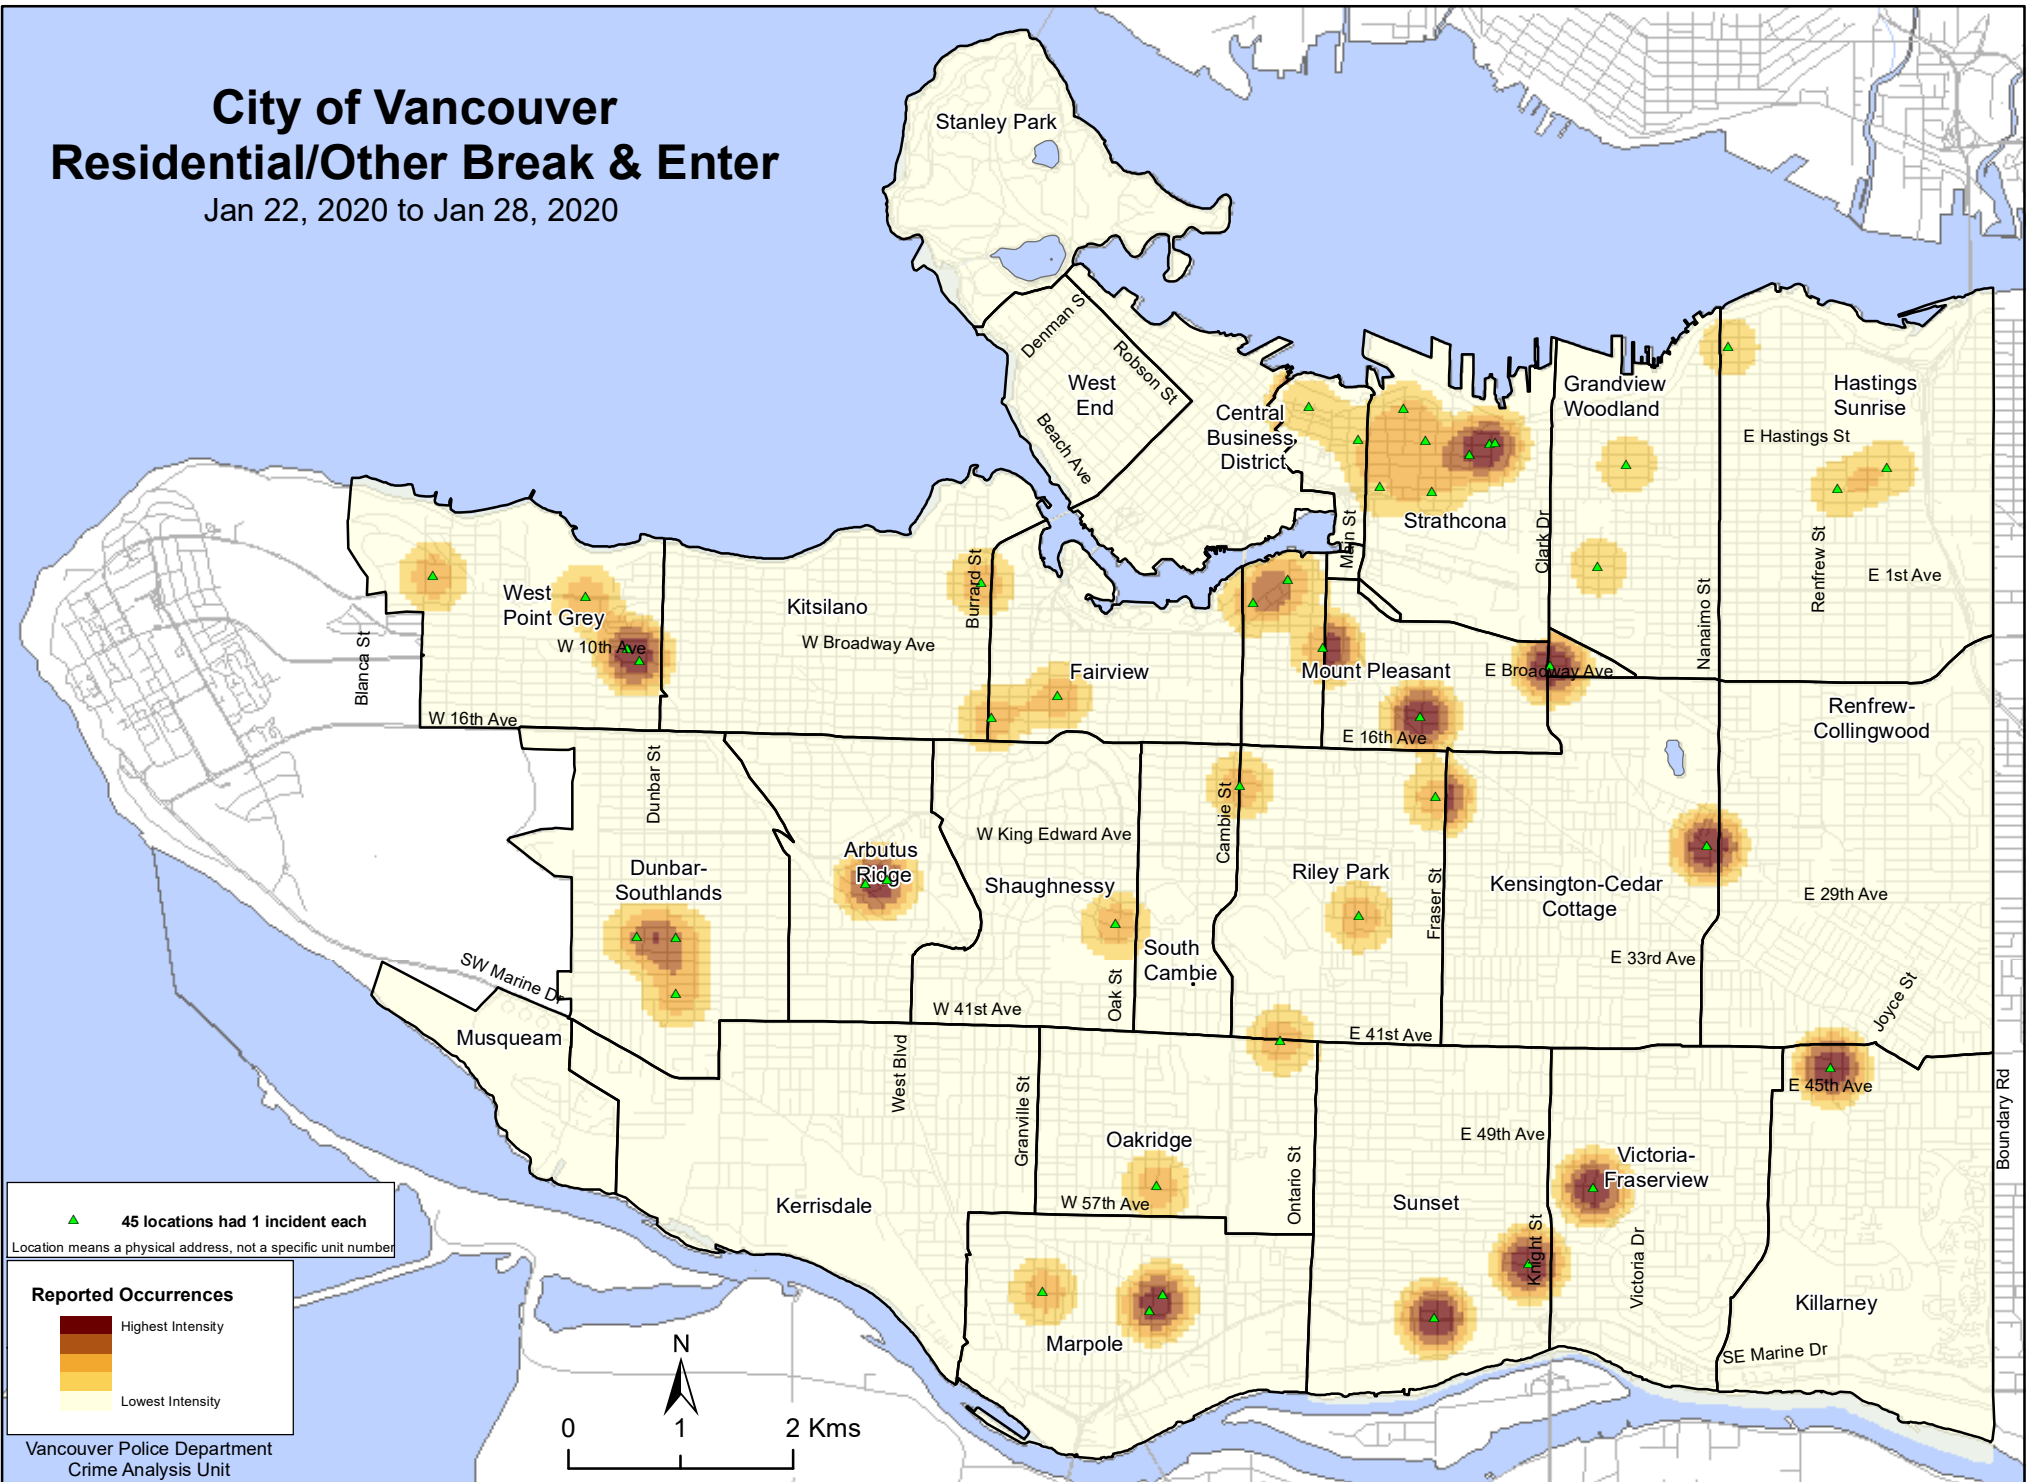 City of Vancouver
Residential/Other Break & Enter
Jan 22, 2020 to Jan 28, 2020
Stanley Park
Denman S
Robson St
West
End
Beach Ave
Central
Business
District
Grandview
Woodland
Hastings
Sunrise
E Hastings St
Strathcona
Main St
Clark Dr
Nanaimo St
Renfrew St
E 1st Ave
West
Point Grey
W 10th Ave
Blanca St
W 16th Ave
Kitsilano
W Broadway Ave
Burrard St
Fairview
Mount Pleasant
E Broadway Ave
E 16th Ave
Renfrew-
Collingwood
Dunbar St
Dunbar-
Southlands
Arbutus
Ridge
W King Edward Ave
Shaughnessy
Cambie St
South
Cambie
Oak St
Riley Park
Fraser St
Kensington-Cedar
Cottage
E 29th Ave
E 33rd Ave
Joyce St
SW Marine Dr
Musqueam
W 41st Ave
E 41st Ave
West Blvd
Granville St
Oakridge
W 57th Ave
Ontario St
E 49th Ave
E 45th Ave
Boundary Rd
Victoria-
Fraserview
Sunset
Knight St
Victoria Dr
Kerrisdale
Marpole
Killarney
SE Marine Dr
45 locations had 1 incident each
Location means a physical address, not a specific unit number
Reported Occurrences
Highest Intensity
Lowest Intensity
Vancouver Police Department
Crime Analysis Unit
N
0 1 2 Kms